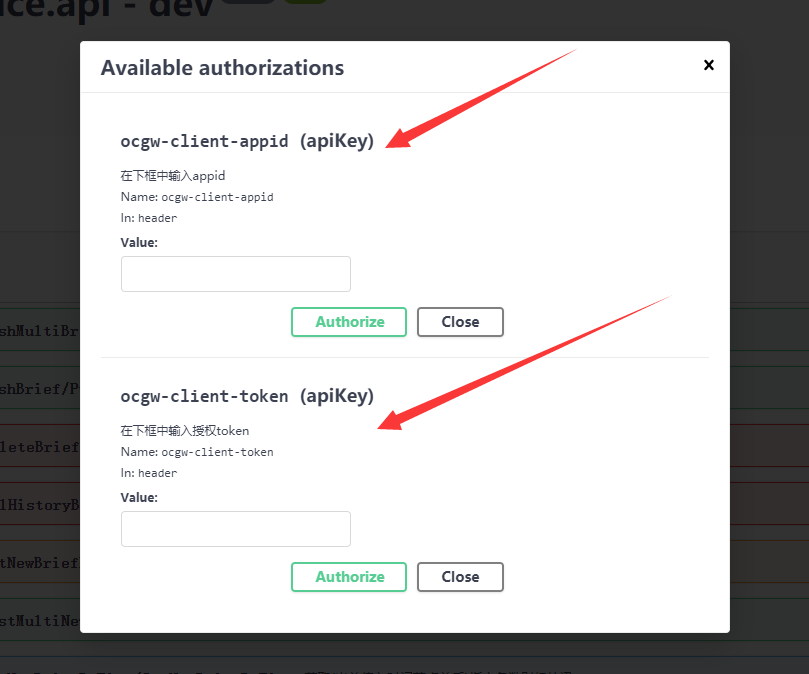 ice.api - dev
Available authorizations
ocgw-client-appid (apiKey)
在下框中输入appid
Name: ocgw-client-appid
In: header
Value:
Authorize
Close
shMultiBr
ocgw-client-token (apiKey)
shBrief/P
在下框中输入授权token
leteBrief
Name: ocgw-client-token
In: header
Value:
lHistoryB
tNewBrief
Authorize
Close
stMultiNe